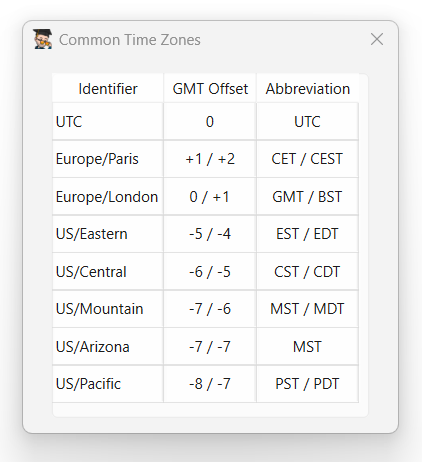 Common Time Zones
Identifier GMT Offset Abbreviation
UTC 0 UTC
Europe/Paris +1 / +2 CET / CEST
Europe/London 0 / +1 GMT / BST
US/Eastern -5 / -4 EST / EDT
US/Central -6 / -5 CST / CDT
US/Mountain -7 / -6 MST / MDT
US/Arizona -7 / -7 MST
US/Pacific -8 / -7 PST / PDT